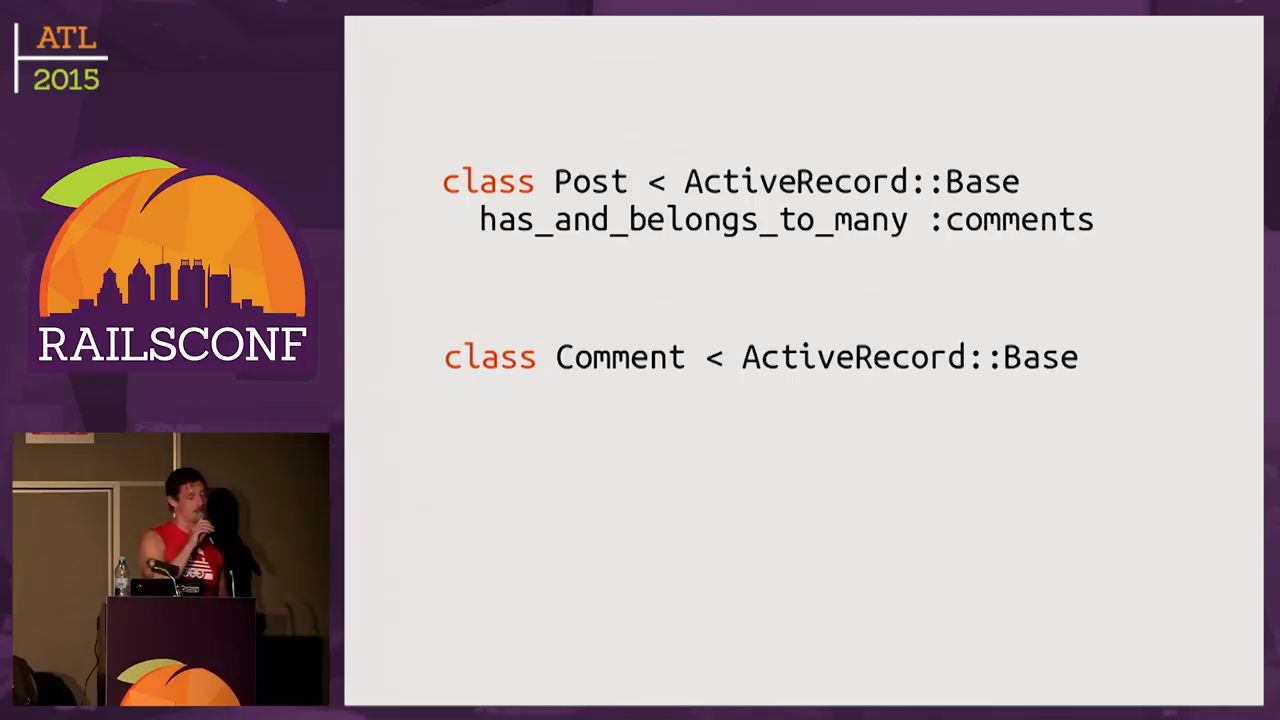 ATL
2015
RAILSCONF
class Post < ActiveRecord::Base
  has_and_belongs_to_many :comments
class Comment < ActiveRecord::Base